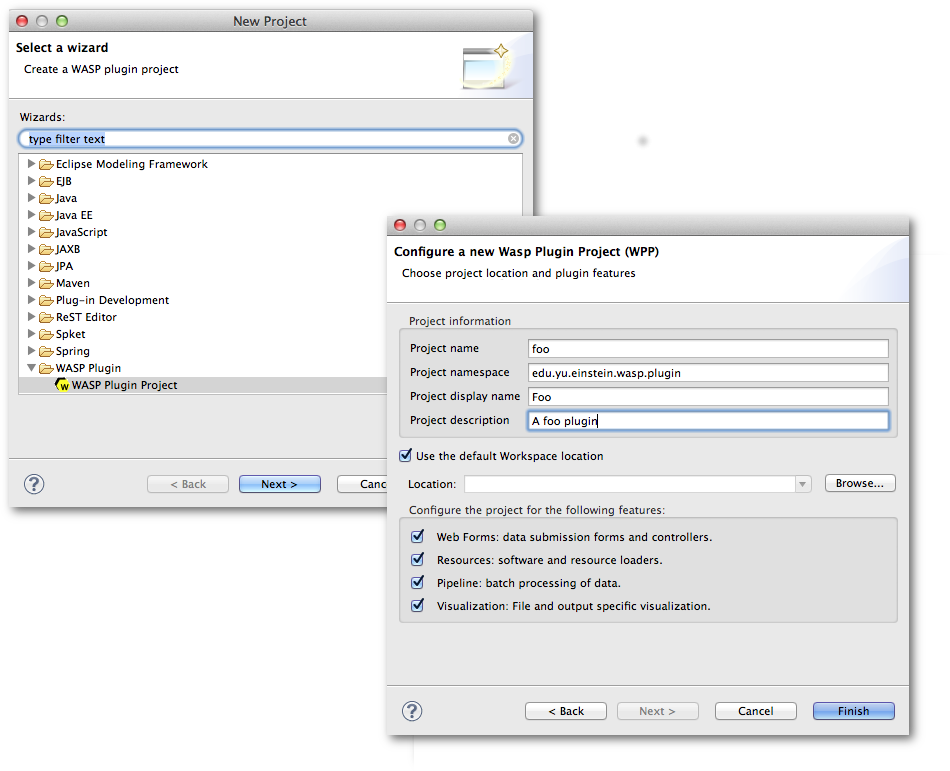 New Project
Select a wizard
Create a WASP plugin project
Wizards:
type filter text
Eclipse Modeling Framework
EJB
Java
Java EE
JavaScript
JAXB
JPA
Maven
Plug-in Development
ReST Editor
Spket
Spring
WASP Plugin
W WASP Plugin Project
? < Back Next > Canc
Configure a new Wasp Plugin Project (WPP)
Choose project location and plugin features
Project information
Project name foo
Project namespace edu.yu.einstein.wasp.plugin
Project display name Foo
Project description A foo plugin
Use the default Workspace location
Location: Browse...
Configure the project for the following features:
Web Forms: data submission forms and controllers.
Resources: software and resource loaders.
Pipeline: batch processing of data.
Visualization: File and output specific visualization.
? < Back Next > Cancel Finish